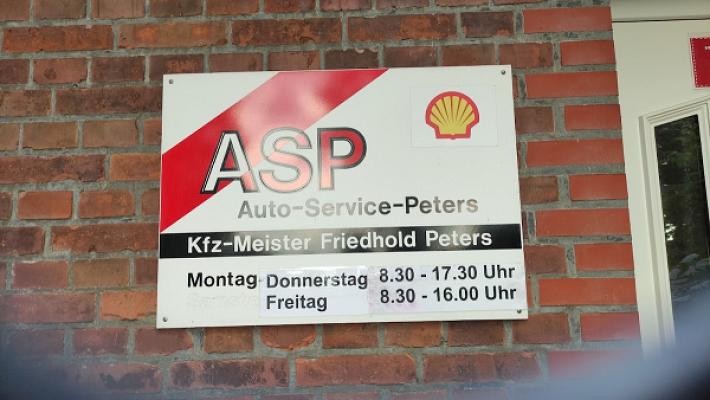 ASP
Auto-Service-Peters
Kfz-Meister Friedhold Peters
Montag- Donnerstag 8.30 - 17.30 Uhr
Freitag 8.30 - 16.00 Uhr